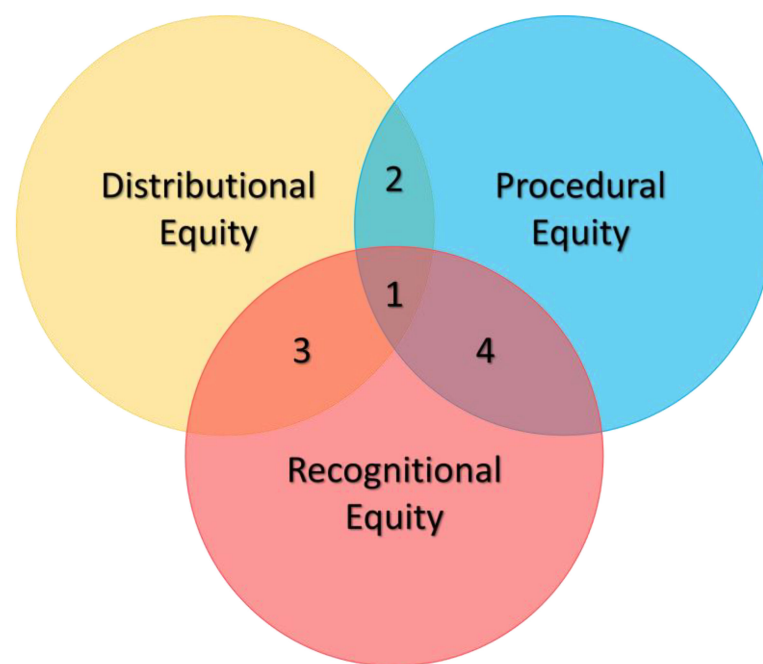 Distributional
Equity
2
Procedural
Equity
1
3
4
Recognitional
Equity